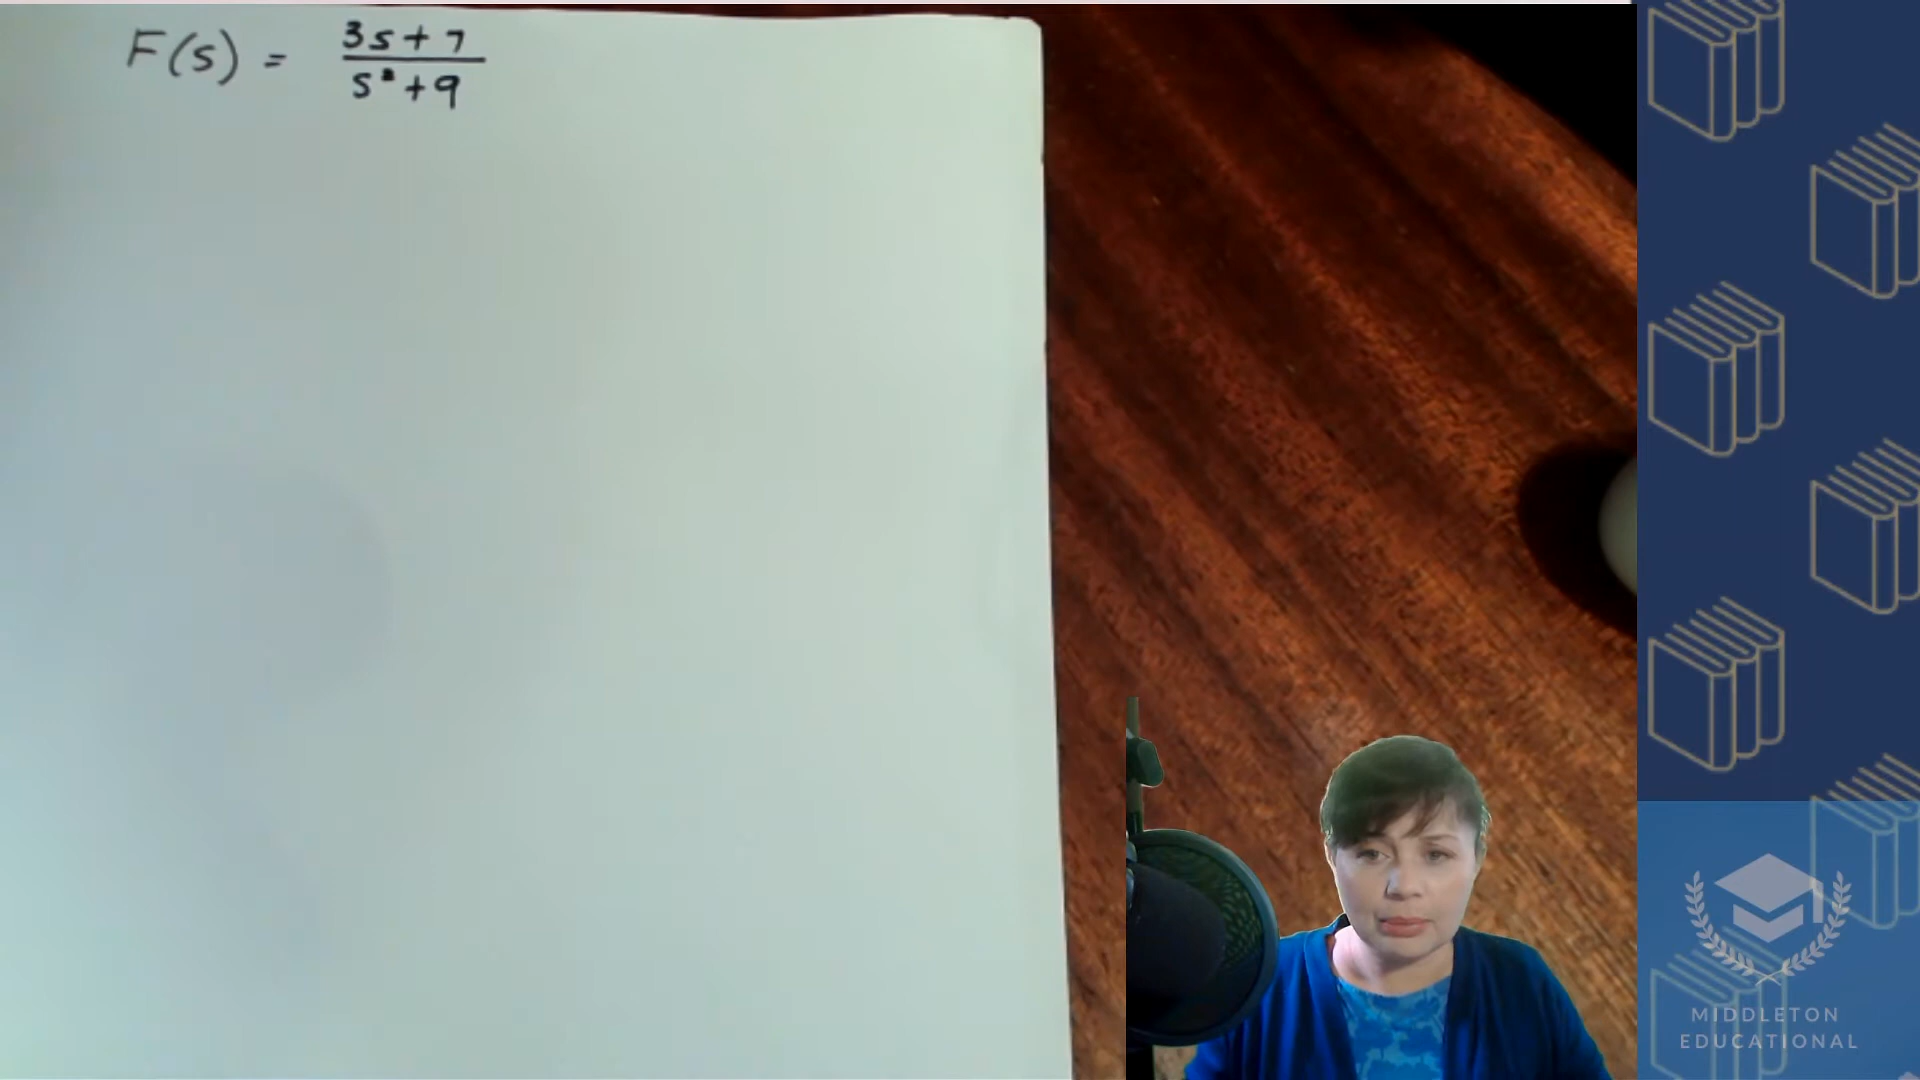 F(s) = 3s+7
s²+9
MIDDLETON
EDUCATIONAL